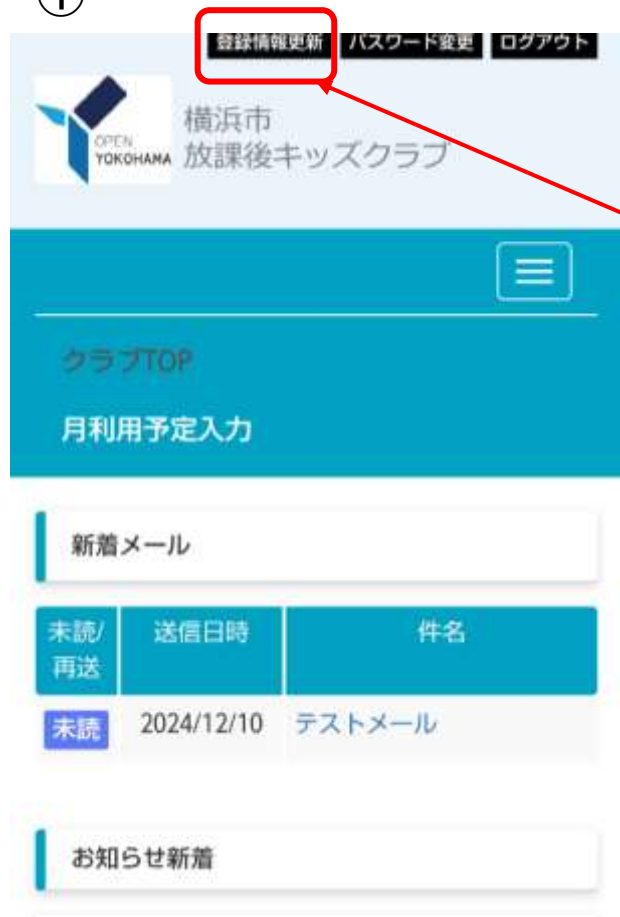 ①
登録情報更新 パスワード変更 ログアウト
OPEN
YOKOHAMA
横浜市
放課後キッズクラブ
クラブTOP
月利用予定入力
新着メール
未読/
再送 送信日時 件名
未読 2024/12/10 テストメール
お知らせ新着